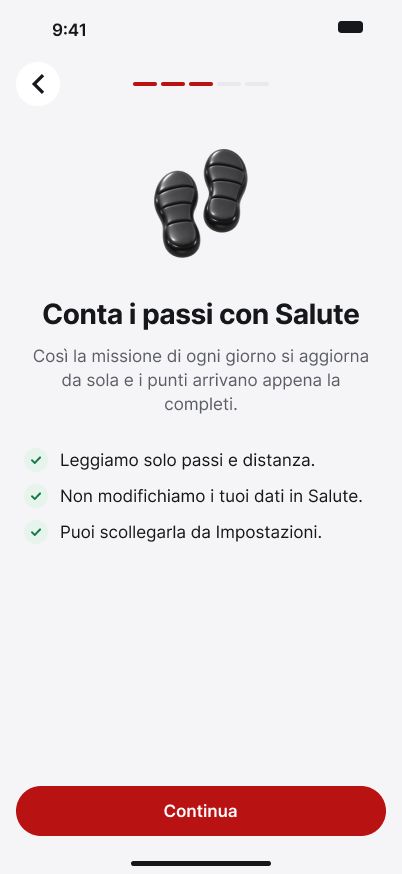 9:41
Conta i passi con Salute
Così la missione di ogni giorno si aggiorna
da sola e i punti arrivano appena la
completi.
Leggiamo solo passi e distanza.
Non modifichiamo i tuoi dati in Salute.
Puoi scollegarla da Impostazioni.
Continua